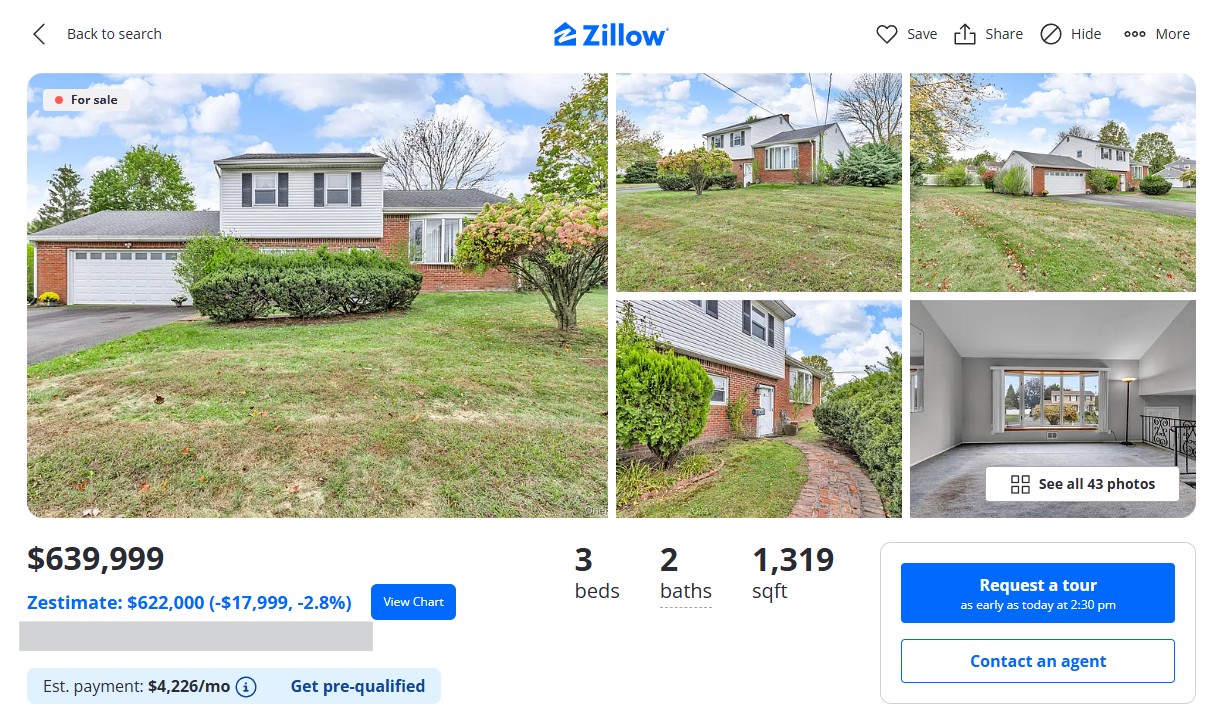 Back to search
Zillow
Save
Share
Hide
More
For sale
See all 43 photos
$639,999
Zestimate: $622,000 (-$17,999, -2.8%)
View Chart
Est. payment: $4,226/mo
Get pre-qualified
3
beds
2
baths
1,319
sqft
Request a tour
as early as today at 2:30 pm
Contact an agent